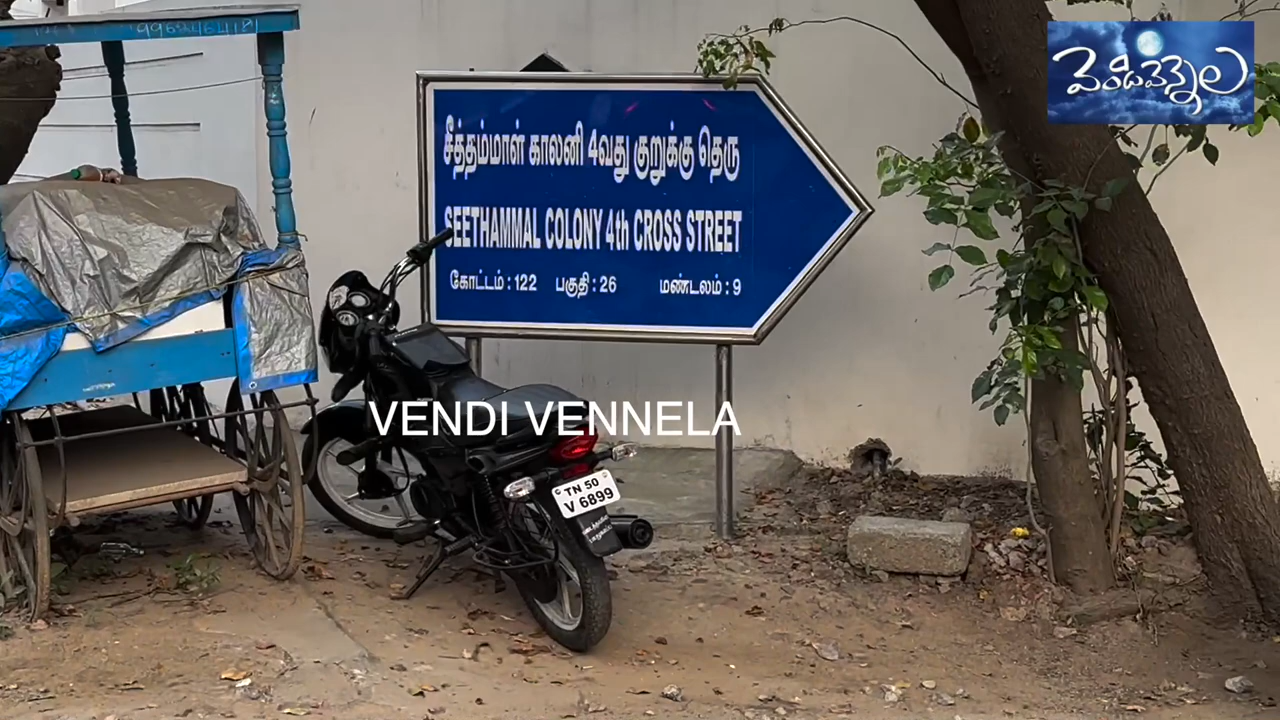 9962464181
வெண்டிவென்னெல
சீத்தம்மாள் காலனி 4வது குறுக்கு தெரு
SEETHAMMAL COLONY 4th CROSS STREET
கோட்டம் : 122 பகுதி : 26 மண்டலம் : 9
VENDI VENNELA
TN 50
V 6899